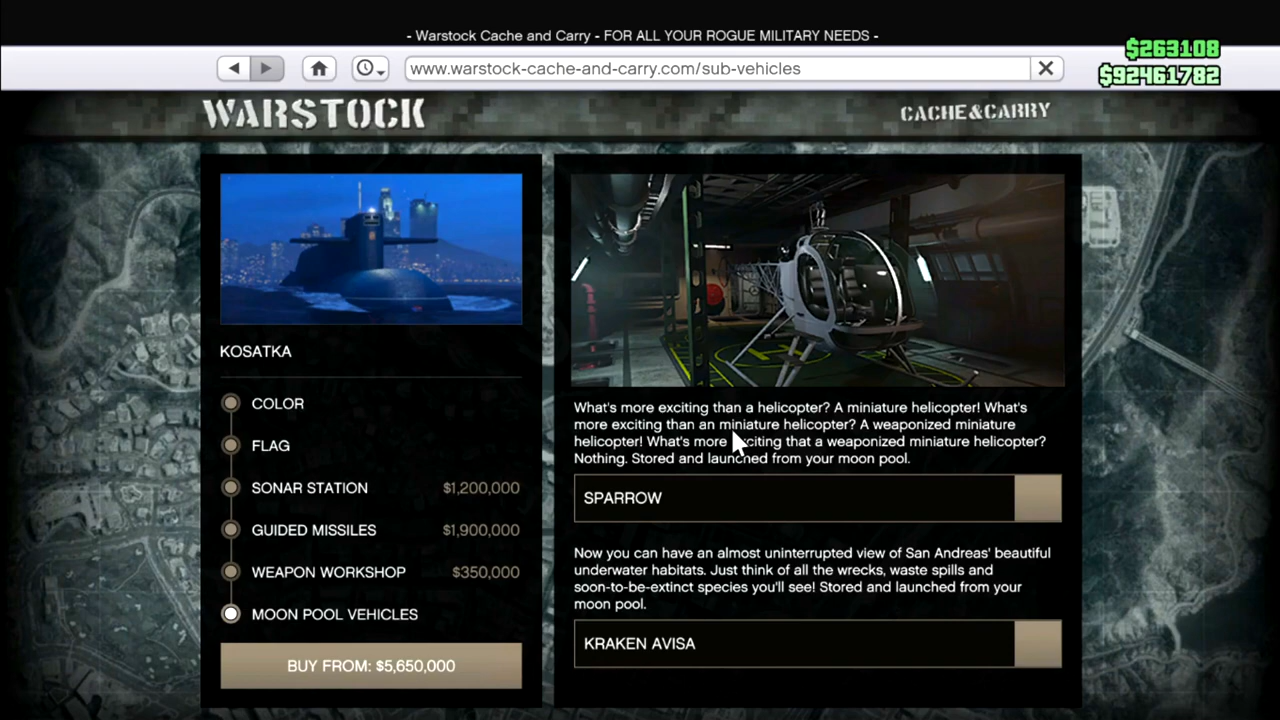 - Warstock Cache and Carry - FOR ALL YOUR ROGUE MILITARY NEEDS -
$263108
www.warstock-cache-and-carry.com/sub-vehicles
$92461782
WARSTOCK
CACHE&CARRY
KOSATKA
COLOR
FLAG
SONAR STATION $1,200,000
GUIDED MISSILES $1,900,000
WEAPON WORKSHOP $350,000
MOON POOL VEHICLES
BUY FROM: $5,650,000
What's more exciting than a helicopter? A miniature helicopter! What's
more exciting than an miniature helicopter? A weaponized miniature
helicopter! What's more exciting that a weaponized miniature helicopter?
Nothing. Stored and launched from your moon pool.
SPARROW
Now you can have an almost uninterrupted view of San Andreas' beautiful
underwater habitats. Just think of all the wrecks, waste spills and
soon-to-be-extinct species you'll see! Stored and launched from your
moon pool.
KRAKEN AVISA